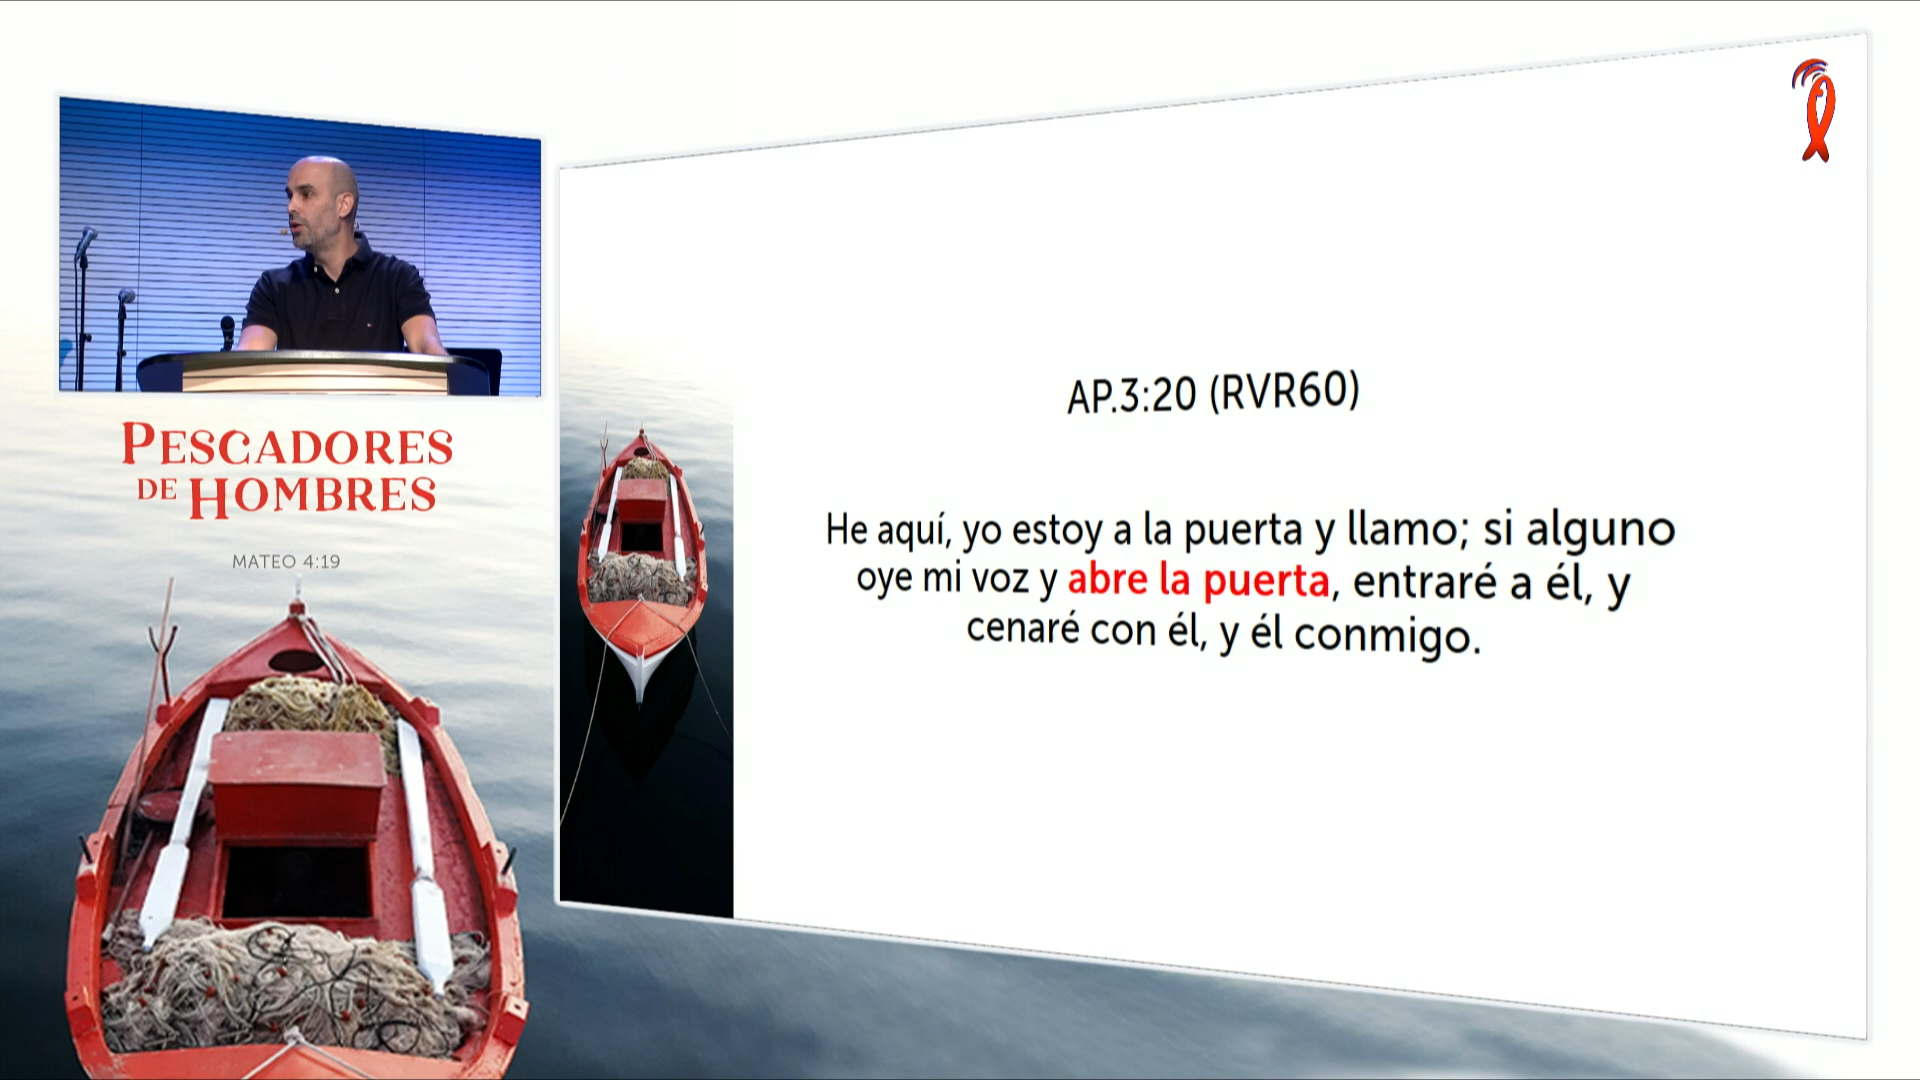 PESCADORES
DE HOMBRES
MATEO 4:19
AP.3:20 (RVR60)
He aquí, yo estoy a la puerta y llamo; si alguno
oye mi voz y abre la puerta, entraré a él, y
cenaré con él, y él conmigo.